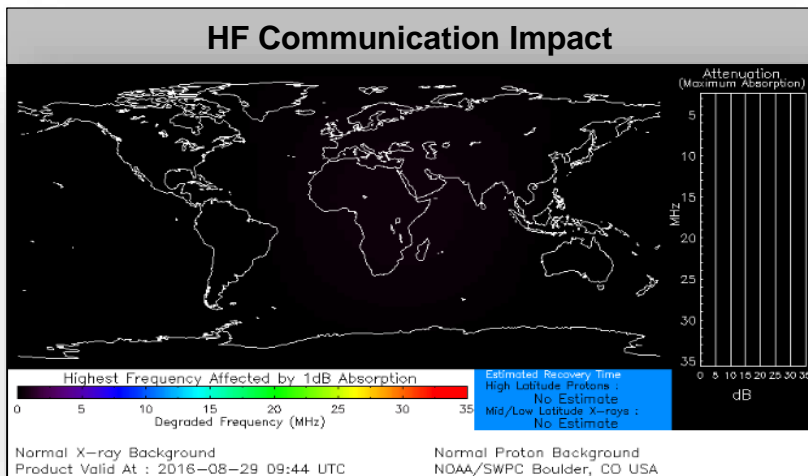 HF Communication Impact
Attenuation
(Maximum Absorption)
5
10
15
20
25
30
35
MHz
0 5 10 15 20 25 30 35
dB
Highest Frequency Affected by 1dB Absorption
0 5 10 15 20 25 30 35
Degraded Frequency (MHz)
Estimated Recovery Time
High Latitude Protons :
No Estimate
Mid/Low Latitude X-rays :
No Estimate
Normal X-ray Background
Product Valid At : 2016-08-29 09:44 UTC
Normal Proton Background
NOAA/SWPC Boulder, CO USA